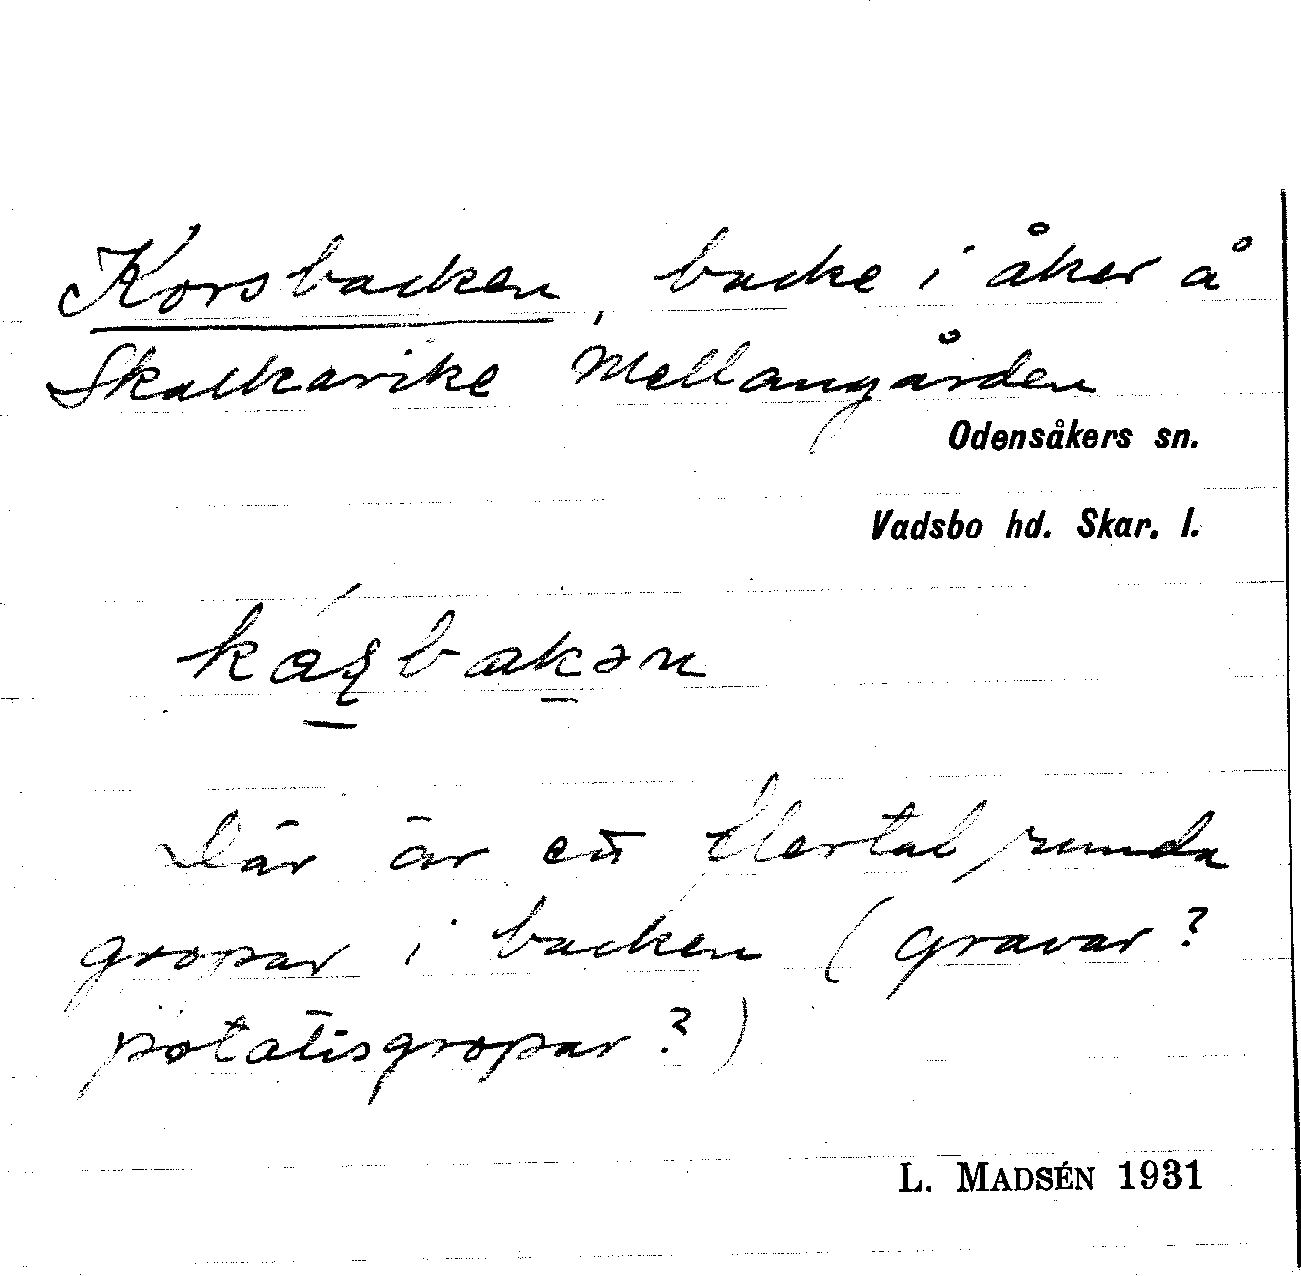 Korsbacken, backe i åker å
Skalkarike Mellangården
Odensåkers sn.
Vadsbo hd. Skar. l.
Där är ett flertal runda
gropar i backen (gravar?
potatisgropar?)
L. MADSÉN 1931